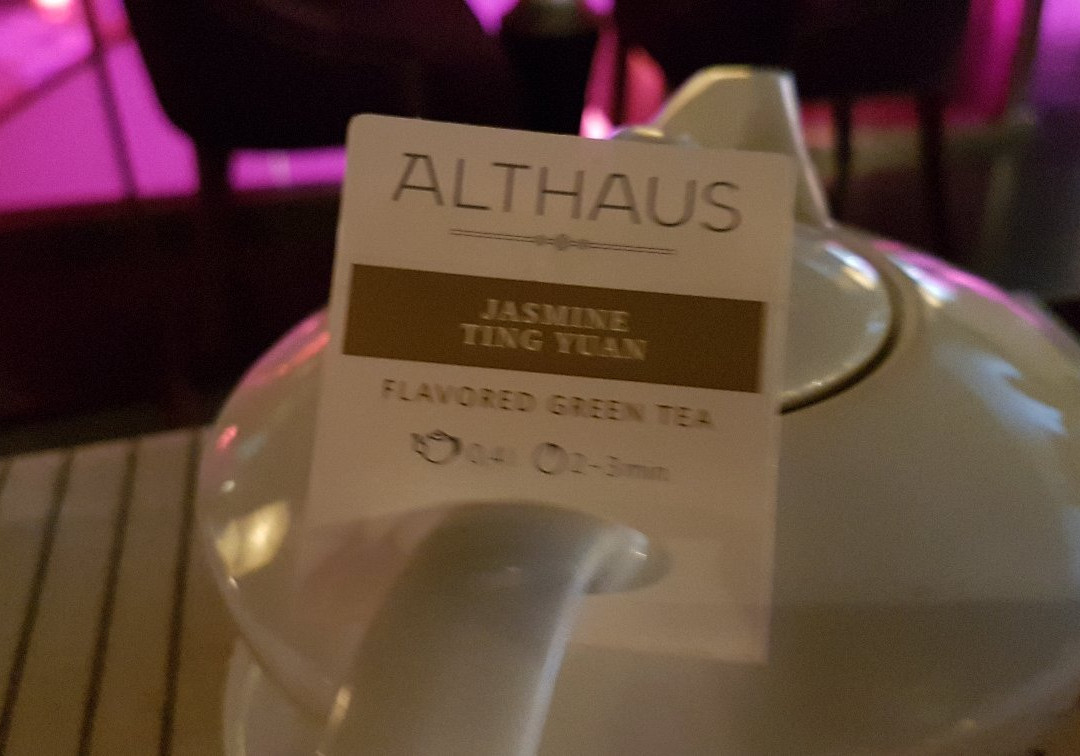 ALTHAUS
JASMINE
TING YUAN
FLAVORED GREEN TEA
0,4l 2-3min